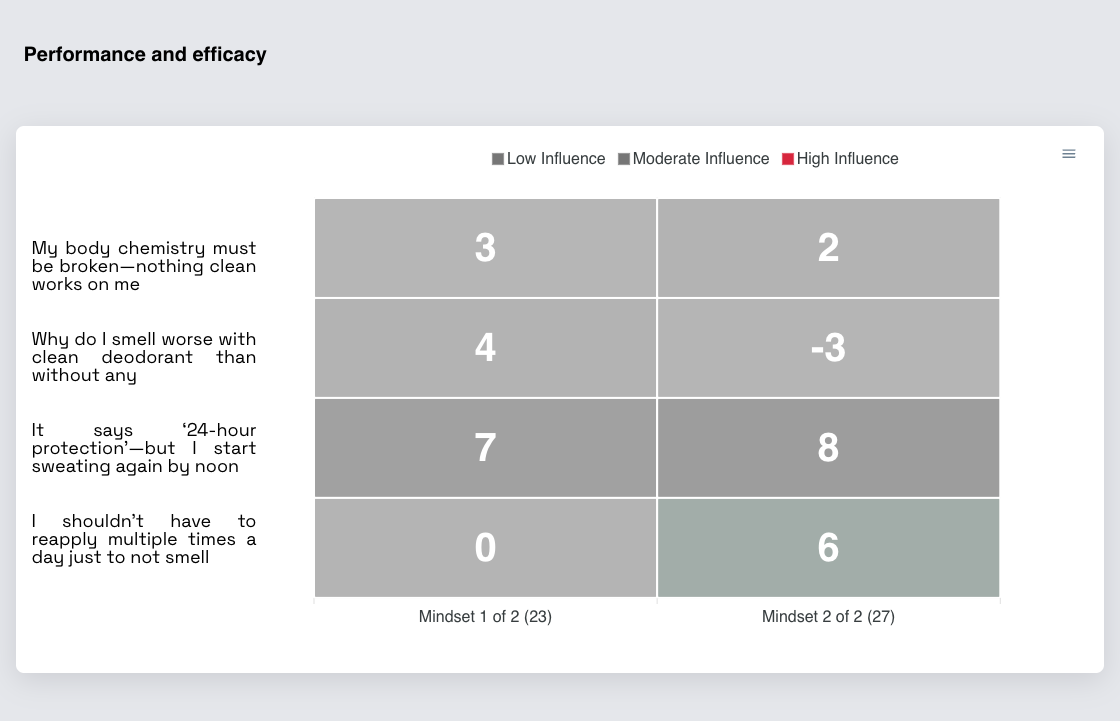 Performance and efficacy
Low Influence Moderate Influence High Influence
My body chemistry must
be broken—nothing clean
works on me
3 2
Why do I smell worse with
clean deodorant than
without any
4 -3
It says ‘24-hour
protection’—but I start
sweating again by noon
7 8
I shouldn’t have to
reapply multiple times a
day just to not smell
0 6
Mindset 1 of 2 (23) Mindset 2 of 2 (27)